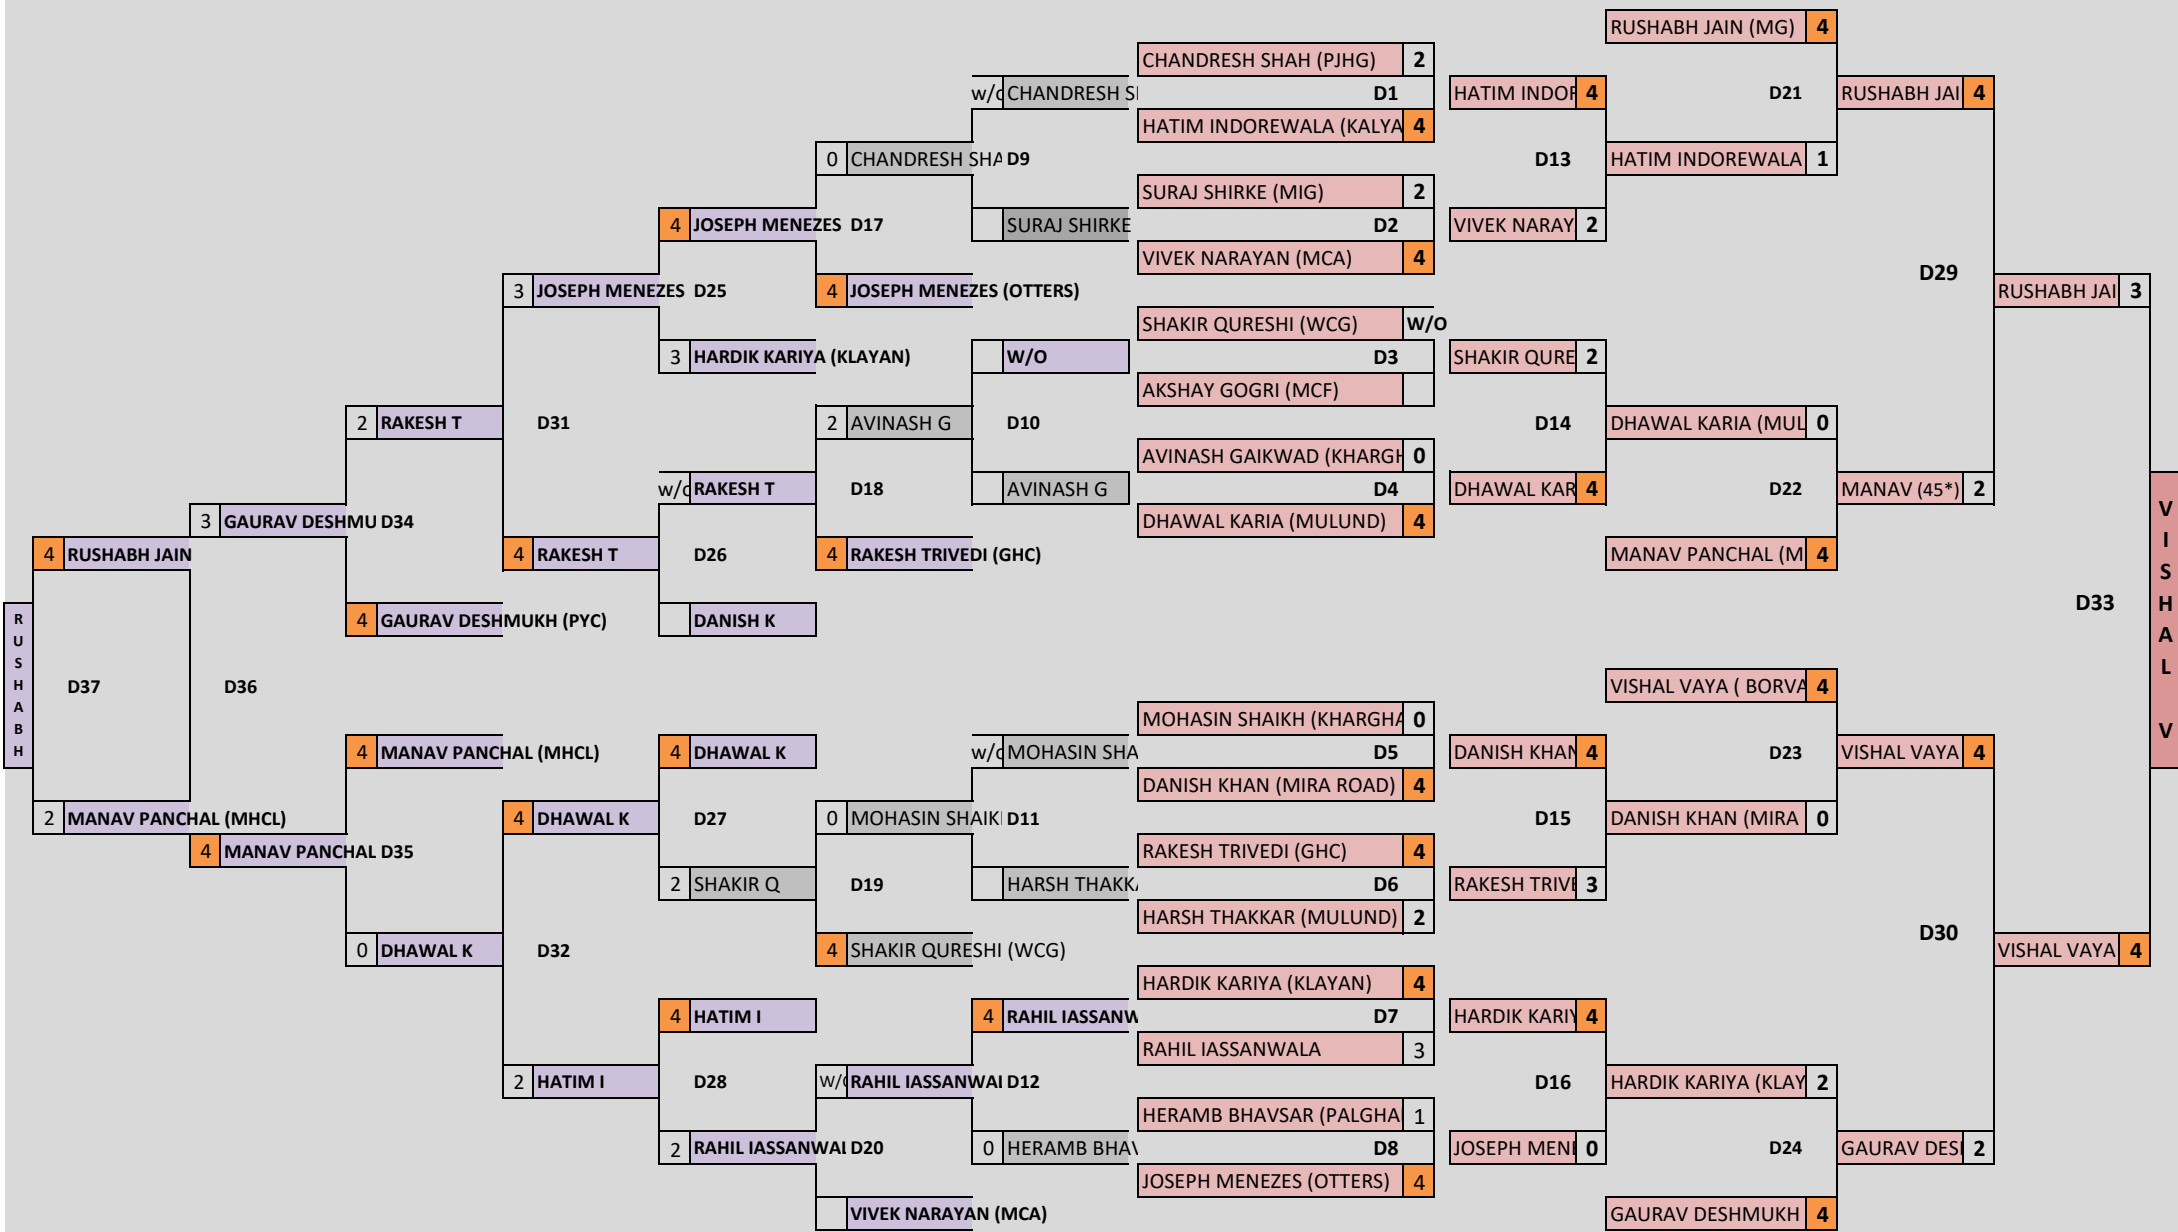 RUSHABH JAIN (MG) 4
CHANDRESH SHAH (PJHG) 2
w/o CHANDRESH S D1 HATIM INDOR 4 D21 RUSHABH JAI 4
HATIM INDOREWALA (KALYA 4
0 CHANDRESH SHA D9 D13 HATIM INDOREWALA 1
SURAJ SHIRKE (MIG) 2
4 JOSEPH MENEZES D17 SURAJ SHIRKE D2 VIVEK NARAY 2
VIVEK NARAYAN (MCA) 4
D29
3 JOSEPH MENEZES D25 4 JOSEPH MENEZES (OTTERS) RUSHABH JAI 3
SHAKIR QURESHI (WCG) W/O
3 HARDIK KARIYA (KLAYAN) W/O D3 SHAKIR QURE 2
AKSHAY GOGRI (MCF)
2 RAKESH T D31 2 AVINASH G D10 D14 DHAWAL KARIA (MUL 0
AVINASH GAIKWAD (KHARGH 0
w/o RAKESH T D18 AVINASH G D4 DHAWAL KAR 4 D22 MANAV (45*) 2
3 GAURAV DESHMU D34 DHAWAL KARIA (MULUND) 4
4 RUSHABH JAIN 4 RAKESH T D26 4 RAKESH TRIVEDI (GHC) MANAV PANCHAL (M 4
D33
VISHAL V
4 GAURAV DESHMUKH (PYC) DANISH K
RUSHABH
D37 D36 VISHAL VAYA ( BORVA 4
MOHASIN SHAIKH (KHARGHA 0
4 MANAV PANCHAL (MHCL) 4 DHAWAL K w/o MOHASIN SHA D5 DANISH KHAN 4 D23 VISHAL VAYA 4
DANISH KHAN (MIRA ROAD) 4
2 MANAV PANCHAL (MHCL) 4 DHAWAL K D27 0 MOHASIN SHAIK D11 D15 DANISH KHAN (MIRA 0
4 MANAV PANCHAL D35 RAKESH TRIVEDI (GHC) 4
2 SHAKIR Q D19 HARSH THAKK D6 RAKESH TRIVE 3
HARSH THAKKAR (MULUND) 2
D30
0 DHAWAL K D32 4 SHAKIR QURESHI (WCG) VISHAL VAYA 4
HARDIK KARIYA (KLAYAN) 4
4 HATIM I 4 RAHIL IASSANW D7 HARDIK KARIY 4
RAHIL IASSANWALA 3
2 HATIM I D28 W/O RAHIL IASSANWAL D12 D16 HARDIK KARIYA (KLAY 2
HERAMB BHAVSAR (PALGHA 1
2 RAHIL IASSANWAL D20 0 HERAMB BHAV D8 JOSEPH MENE 0 D24 GAURAV DES 2
JOSEPH MENEZES (OTTERS) 4
VIVEK NARAYAN (MCA) GAURAV DESHMUKH 4